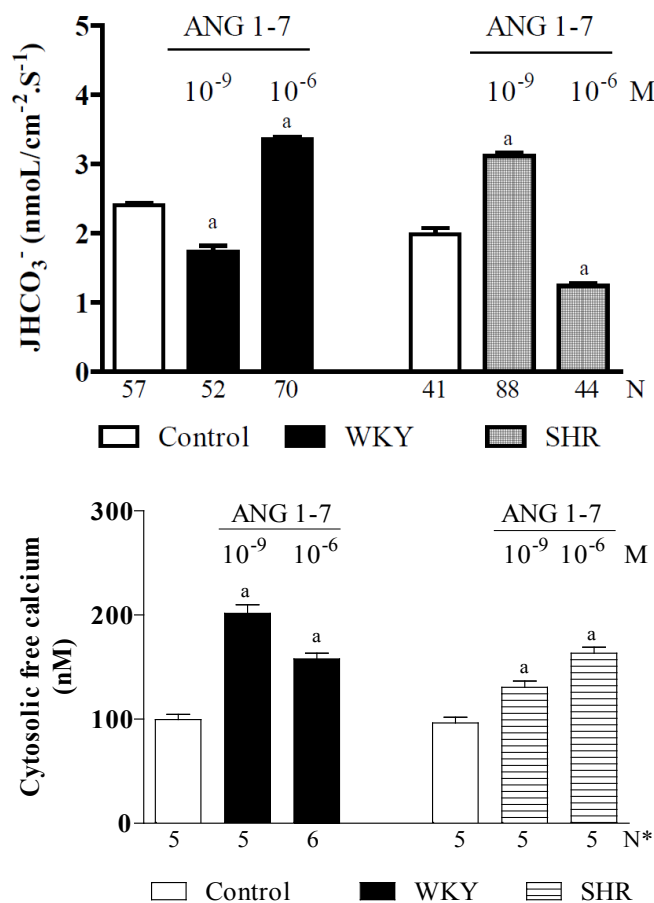 ANG 1-7 ANG 1-7
10⁻⁹ 10⁻⁶ 10⁻⁹ 10⁻⁶ M
JHCO₃⁻ (nmoL/cm⁻².S⁻¹)
5
4
3
2
1
0
a a a a
57 52 70 41 88 44 N
Control WKY SHR
ANG 1-7 ANG 1-7
10⁻⁹ 10⁻⁶ 10⁻⁹ 10⁻⁶ M
Cytosolic free calcium
(nM)
300
200
100
0
a a a a
5 5 6 5 5 5 N*
Control WKY SHR